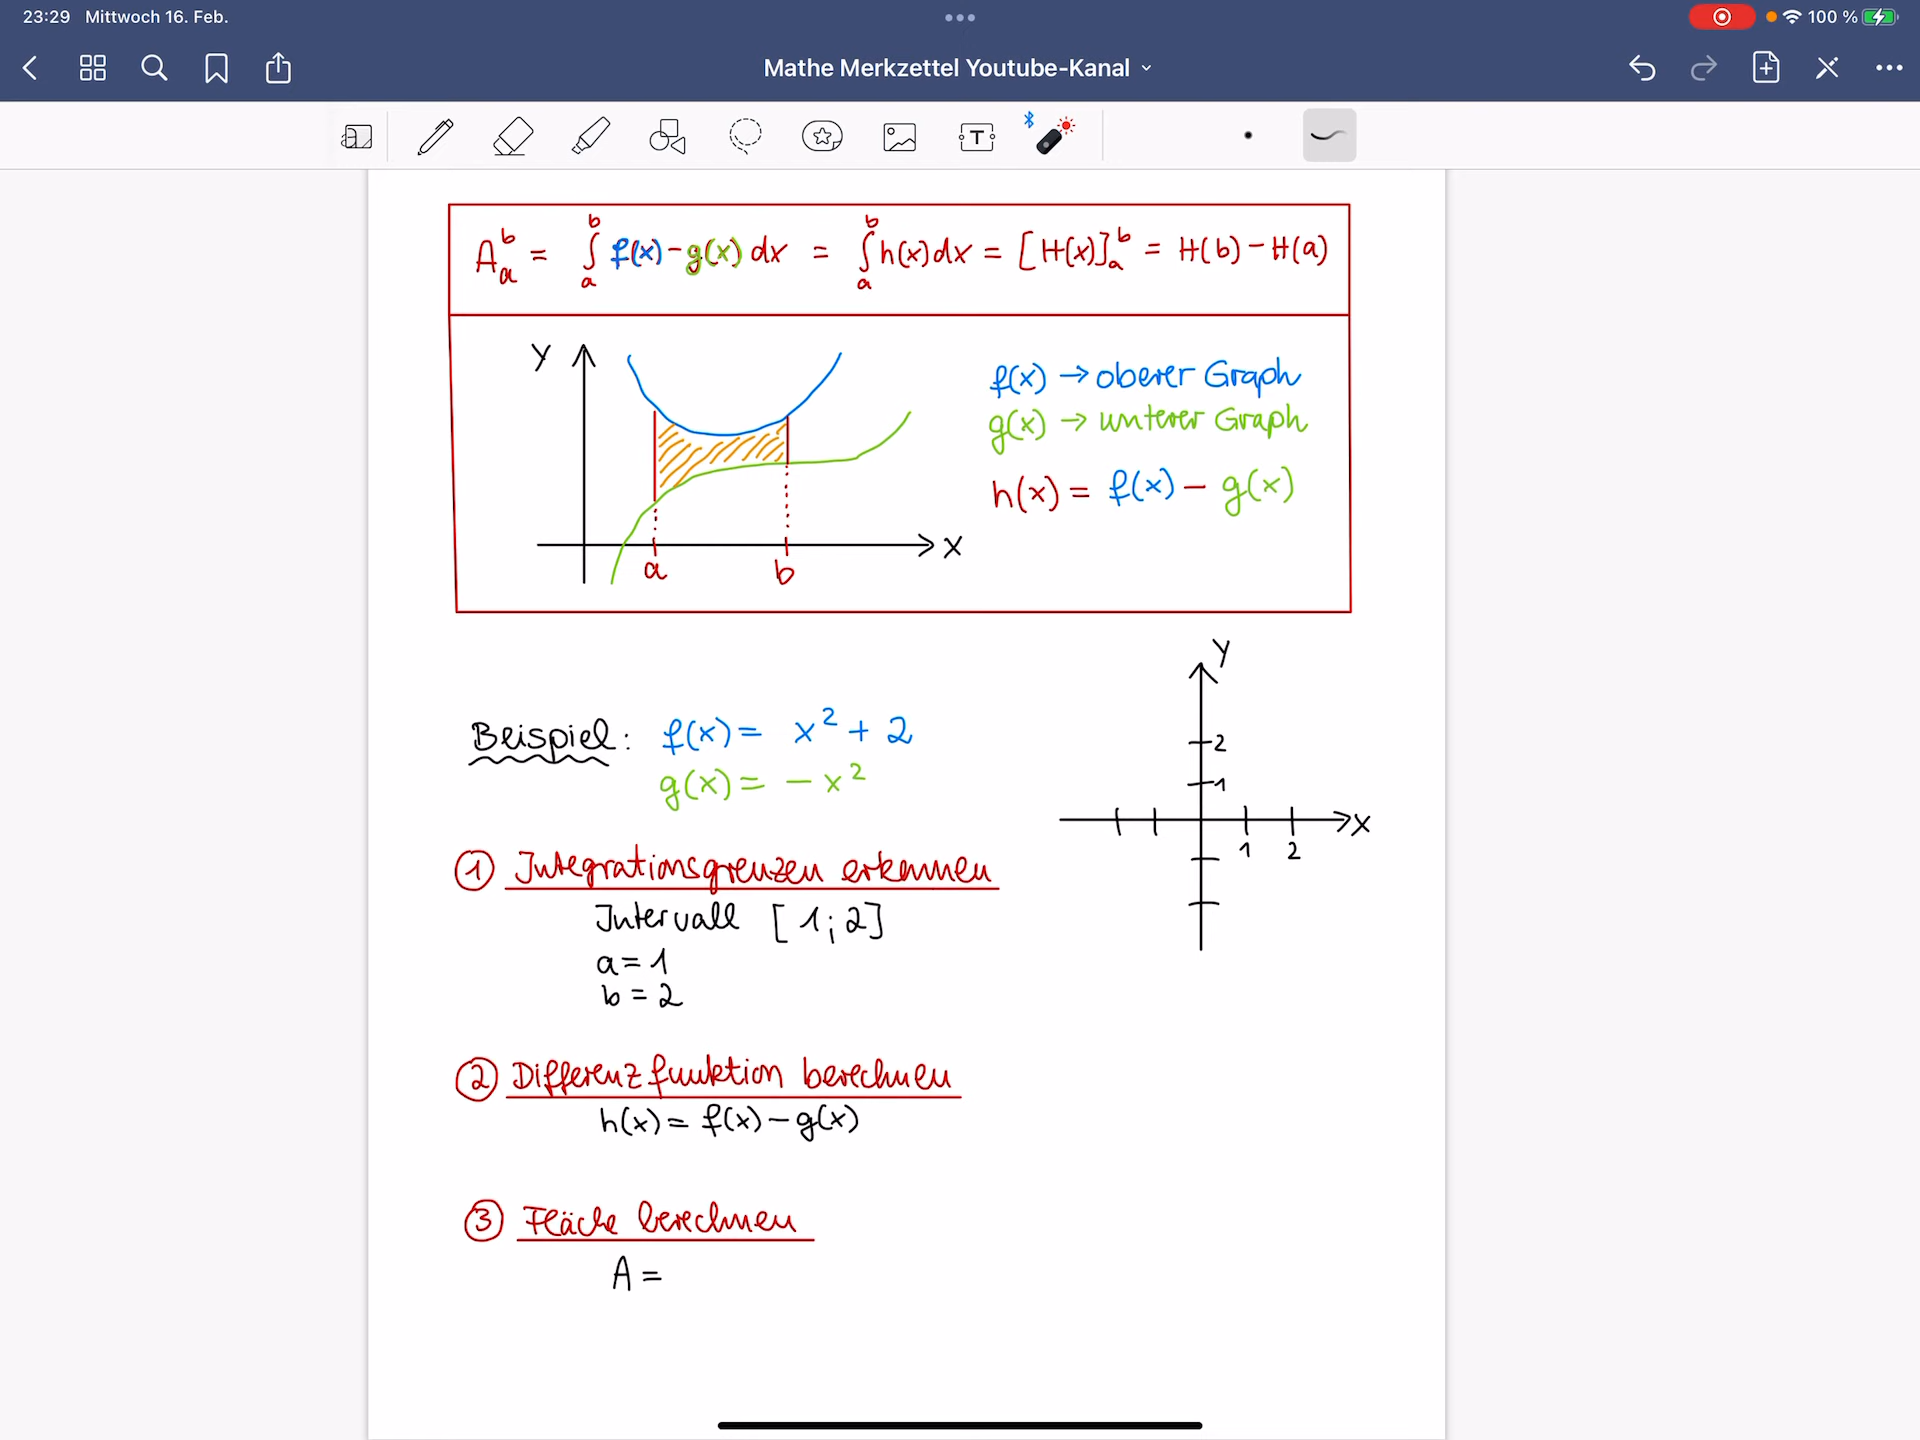 23:29 Mittwoch 16. Feb.
100 %
Mathe Merkzettel Youtube-Kanal
A_a^b = ∫_a^b f(x) - g(x) dx = ∫_a^b h(x) dx = [H(x)]_a^b = H(b) - H(a)
y
f(x) → oberer Graph
g(x) → unterer Graph
h(x) = f(x) - g(x)
x
a b
y
Beispiel: f(x) = x² + 2
g(x) = - x²
2
1
x
1 2
① Integrationsgrenzen erkennen
Intervall [1;2]
a = 1
b = 2
② Differenzfunktion berechnen
h(x) = f(x) - g(x)
③ Fläche berechnen
A =